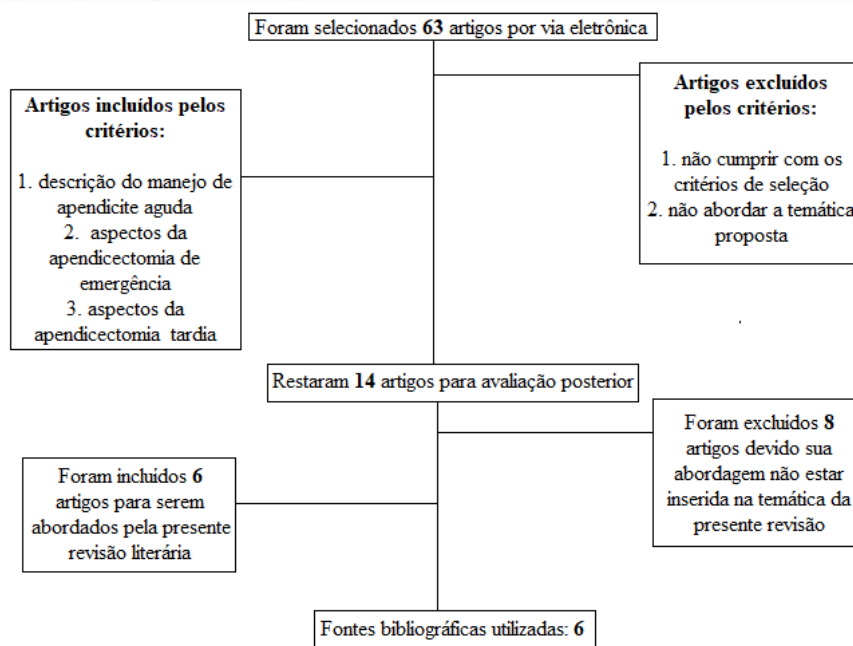 Foram selecionados 63 artigos por via eletrônica
Artigos incluídos pelos
critérios:
1. descrição do manejo de
apendicite aguda
2. aspectos da
apendicectomia de
emergência
3. aspectos da
apendicectomia tardia
Artigos excluídos
pelos critérios:
1. não cumprir com os
critérios de seleção
2. não abordar a temática
proposta
Restaram 14 artigos para avaliação posterior
Foram incluídos 6
artigos para serem
abordados pela presente
revisão literária
Foram excluídos 8
artigos devido sua
abordagem não estar
inserida na temática da
presente revisão
Fontes bibliográficas utilizadas: 6